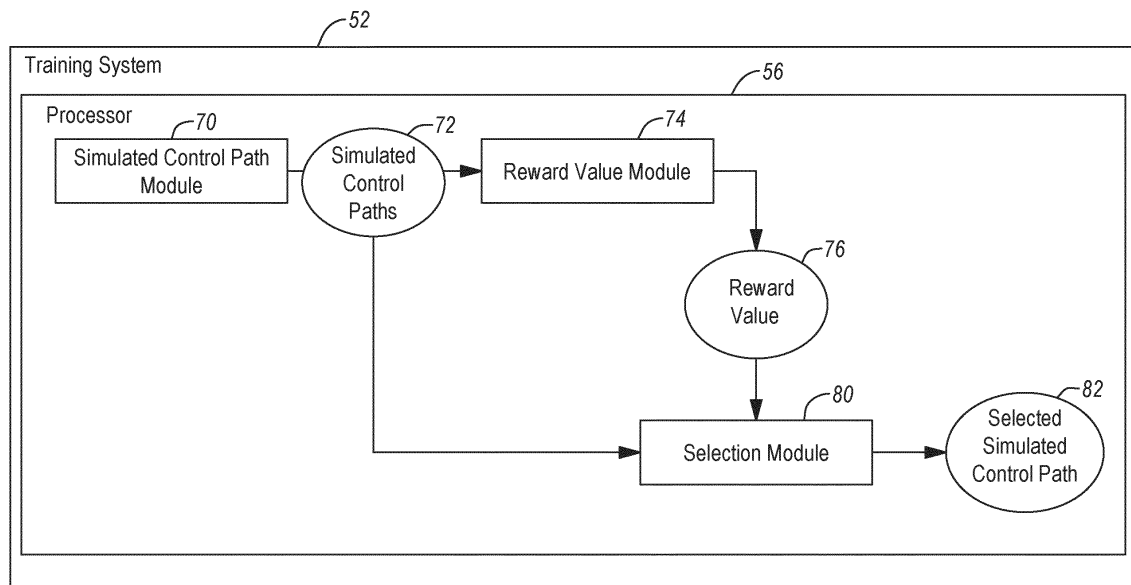 52
Training System
56
Processor
70
Simulated Control Path
Module
72
Simulated
Control
Paths
74
Reward Value Module
76
Reward
Value
80
Selection Module
82
Selected
Simulated
Control Path